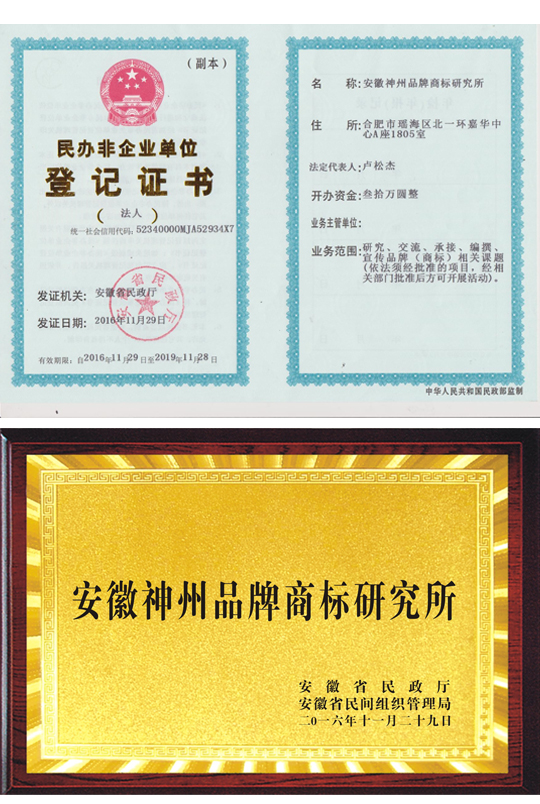 （副本）
民办非企业单位
登记证书
（法人）
统一社会信用代码：52340000MJA52934X7
发证机关：安徽省民政厅
发证日期：2016年11月29日
有效期限：自2016年11月29日至2019年11月28日
安徽省民政厅
名称：安徽神州品牌商标研究所
住所：合肥市瑶海区北一环嘉华中
心A座1805室
法定代表人：卢松杰
开办资金：叁拾万圆整
业务主管单位：
业务范围：研究、交流、承接、编撰、
宣传品牌（商标）相关课题
(依法须经批准的项目，经相
关部门批准后方可开展活动)。
中华人民共和国民政部监制
安徽神州品牌商标研究所
安徽省民政厅
安徽省民间组织管理局
二〇一六年十一月二十九日